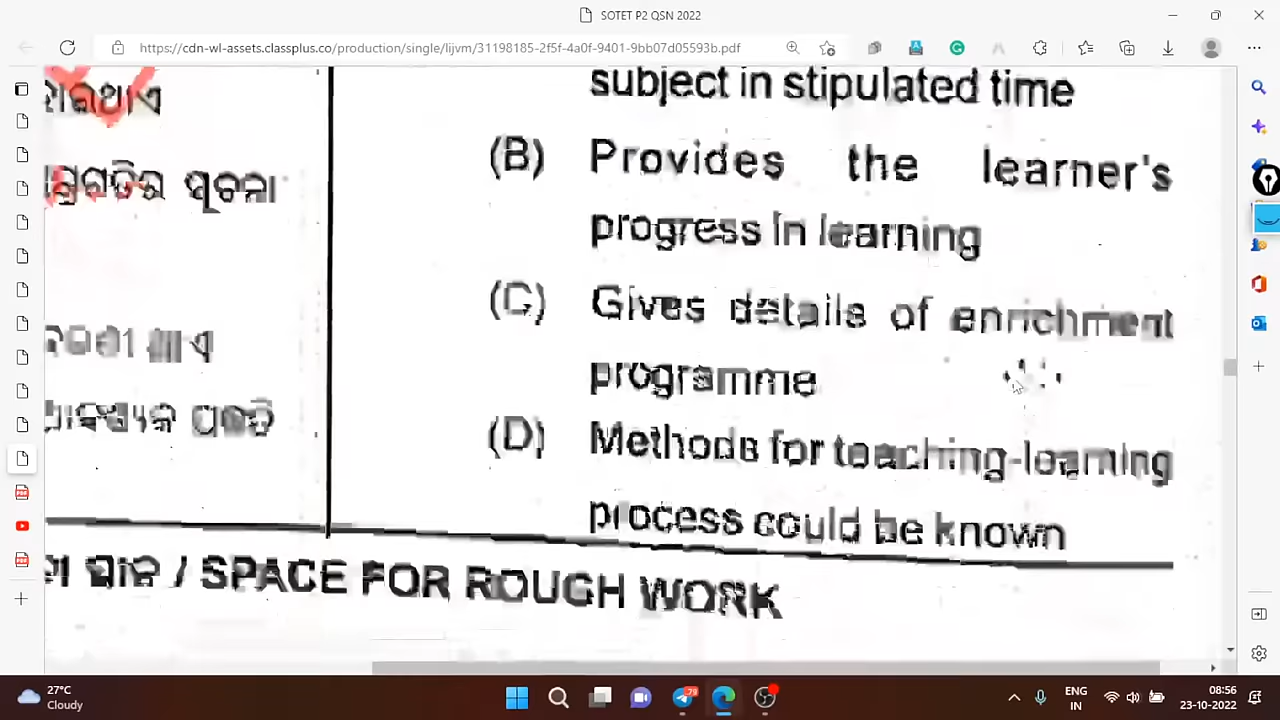 SOTET P2 QSN 2022
https://cdn-wl-assets.classplus.co/production/single/lijvm/31198185-2f5f-4a0f-9401-9bb07d05593b.pdf
subject in stipulated time
(B) Provides the learner's
progress in learning
(C) Gives details of enrichment
programme
(D) Methods for teaching-learning
process could be known
ସୂଚନା
/ SPACE FOR ROUGH WORK
27°C
Cloudy
79
ENG
IN
08:56
23-10-2022